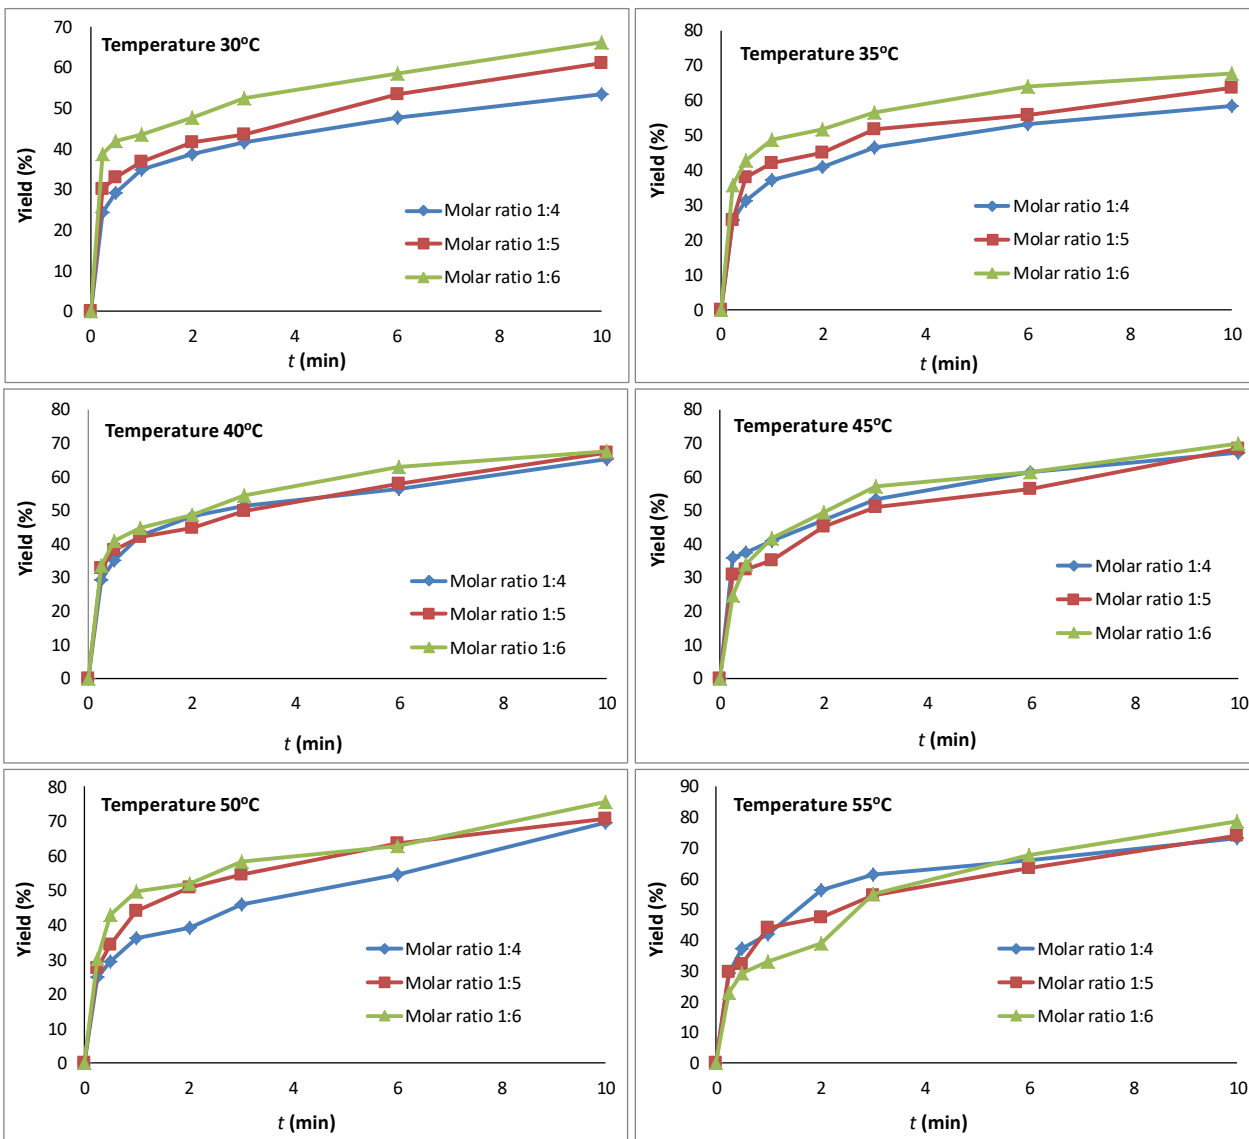 Temperature 30°C
Yield (%)
70
60
50
40
30
20
10
0
Molar ratio 1:4
Molar ratio 1:5
Molar ratio 1:6
0 2 4 6 8 10
t (min)
Temperature 35°C
Yield (%)
80
70
60
50
40
30
20
10
0
Molar ratio 1:4
Molar ratio 1:5
Molar ratio 1:6
0 2 4 6 8 10
t (min)
Temperature 40°C
Yield (%)
80
70
60
50
40
30
20
10
0
Molar ratio 1:4
Molar ratio 1:5
Molar ratio 1:6
0 2 4 6 8 10
t (min)
Temperature 45°C
Yield (%)
80
70
60
50
40
30
20
10
0
Molar ratio 1:4
Molar ratio 1:5
Molar ratio 1:6
0 2 4 6 8 10
t (min)
Temperature 50°C
Yield (%)
80
70
60
50
40
30
20
10
0
Molar ratio 1:4
Molar ratio 1:5
Molar ratio 1:6
0 2 4 6 8 10
t (min)
Temperature 55°C
Yield (%)
90
80
70
60
50
40
30
20
10
0
Molar ratio 1:4
Molar ratio 1:5
Molar ratio 1:6
0 2 4 6 8 10
t (min)